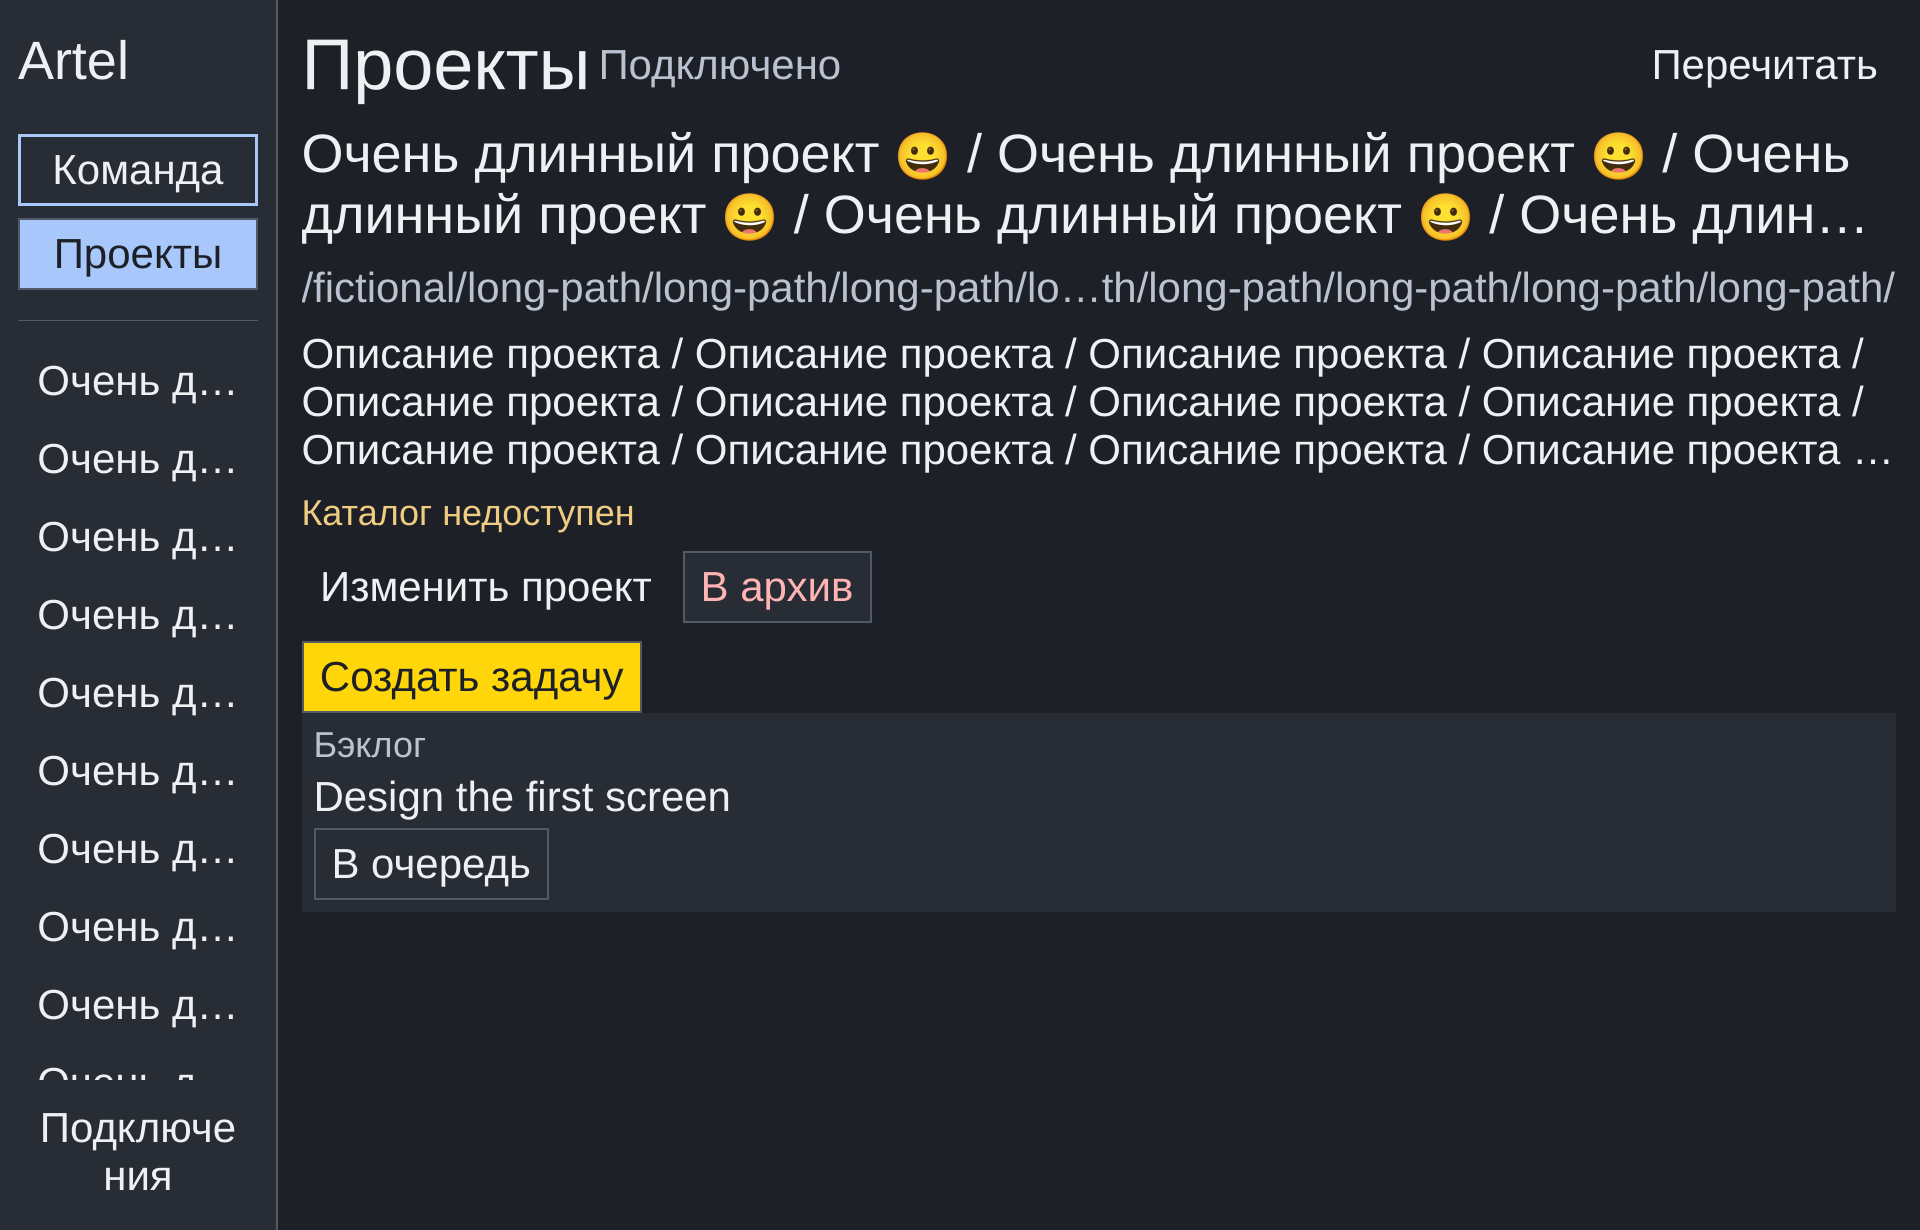 Artel
Команда
Проекты
Очень д…
Очень д…
Очень д…
Очень д…
Очень д…
Очень д…
Очень д…
Очень д…
Очень д…
Подключе
ния
Проекты Подключено
Перечитать
Очень длинный проект 😀 / Очень длинный проект 😀 / Очень
длинный проект 😀 / Очень длинный проект 😀 / Очень длин…
/fictional/long-path/long-path/long-path/lo…th/long-path/long-path/long-path/long-path/
Описание проекта / Описание проекта / Описание проекта / Описание проекта /
Описание проекта / Описание проекта / Описание проекта / Описание проекта /
Описание проекта / Описание проекта / Описание проекта / Описание проекта …
Каталог недоступен
Изменить проект
В архив
Создать задачу
Бэклог
Design the first screen
В очередь